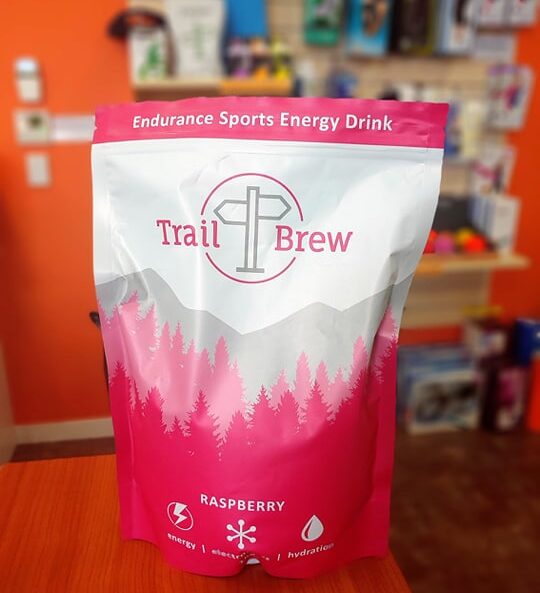 Endurance Sports Energy Drink
Trail Brew
RASPBERRY
energy | | hydration